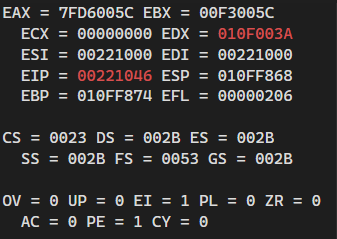 EAX = 7FD6005C EBX = 00F3005C
ECX = 00000000 EDX = 010F003A
ESI = 00221000 EDI = 00221000
EIP = 00221046 ESP = 010FF868
EBP = 010FF874 EFL = 00000206
CS = 0023 DS = 002B ES = 002B
SS = 002B FS = 0053 GS = 002B
OV = 0 UP = 0 EI = 1 PL = 0 ZR = 0
AC = 0 PE = 1 CY = 0